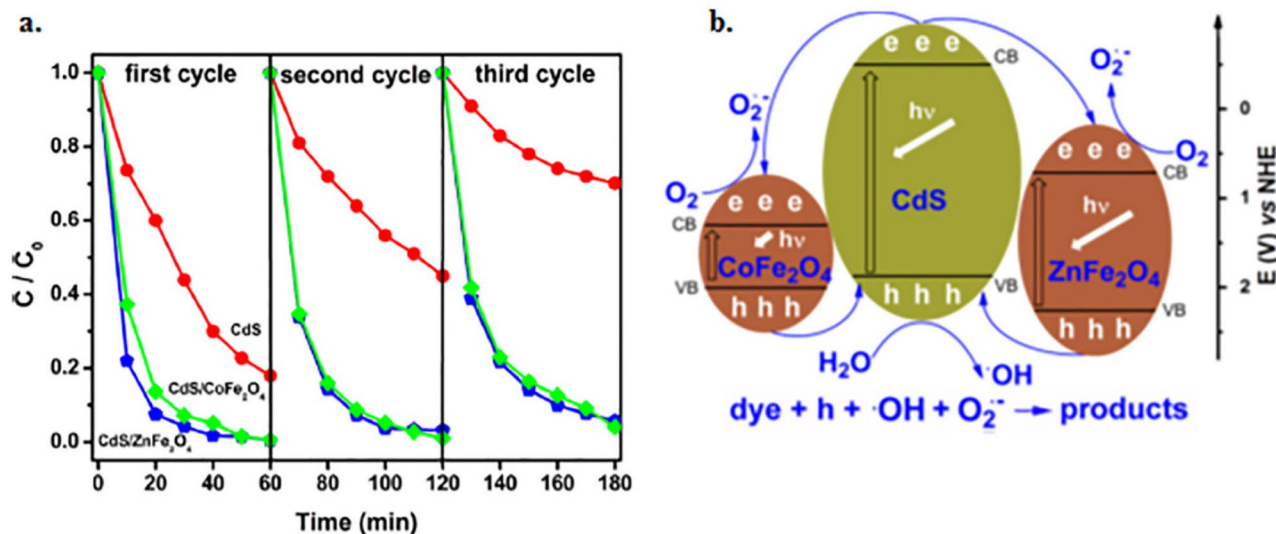 a.
first cycle
second cycle
third cycle
C / C₀
1.0
0.8
0.6
0.4
0.2
0.0
CdS
CdS/CoFe₂O₄
CdS/ZnFe₂O₄
0 20 40 60 80 100 120 140 160 180
Time (min)
b.
e e e
CB
hν
CdS
VB
h h h
O₂·⁻
O₂
e e e
CB
hν
CoFe₂O₄
VB
h h h
O₂·⁻
O₂
e e e
CB
hν
ZnFe₂O₄
VB
h h h
0
1
2
E (V) vs NHE
H₂O
·OH
dye + h + ·OH + O₂·⁻ → products